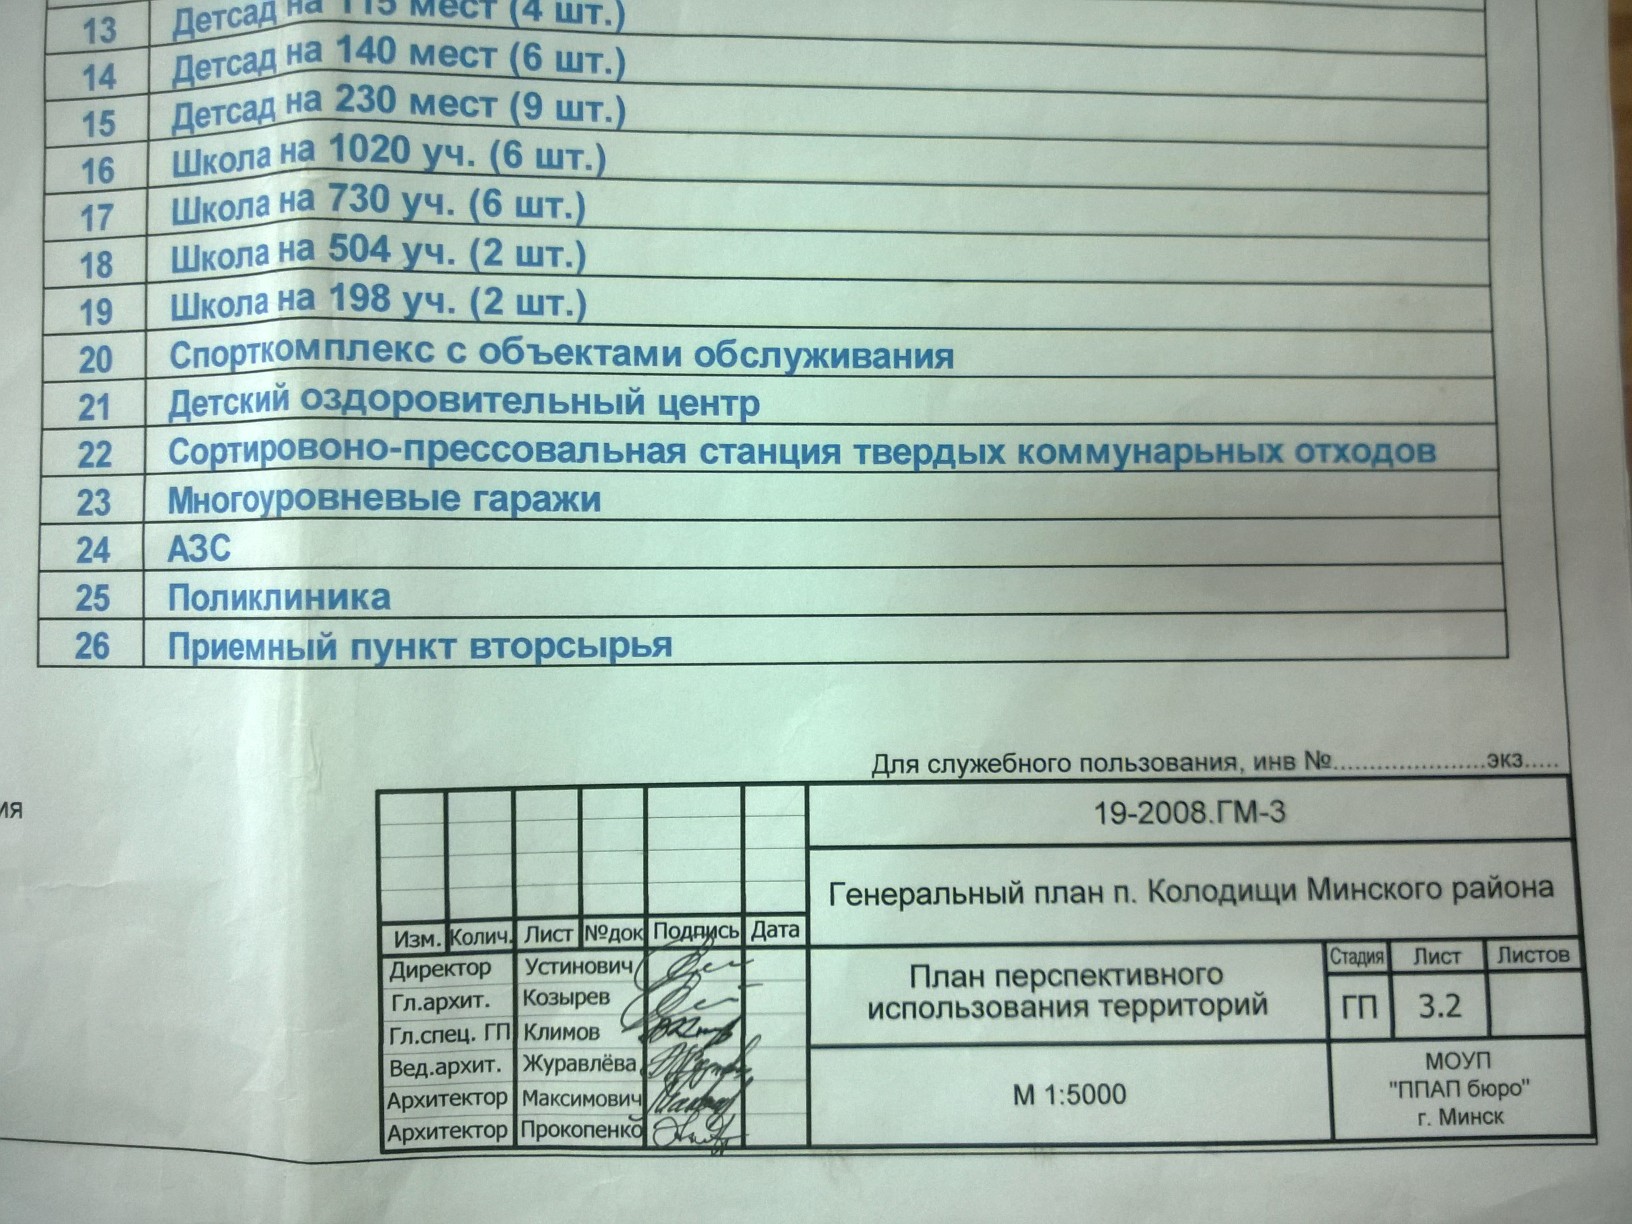 13 Детсад на 115 мест (4 шт.)
14 Детсад на 140 мест (6 шт.)
15 Детсад на 230 мест (9 шт.)
16 Школа на 1020 уч. (6 шт.)
17 Школа на 730 уч. (6 шт.)
18 Школа на 504 уч. (2 шт.)
19 Школа на 198 уч. (2 шт.)
20 Спорткомплекс с объектами обслуживания
21 Детский оздоровительный центр
22 Сортировоно-прессовальная станция твердых коммунарьных отходов
23 Многоуровневые гаражи
24 АЗС
25 Поликлиника
26 Приемный пункт вторсырья
Для служебного пользования, инв №.....................экз.....
19-2008.ГМ-3
Генеральный план п. Колодищи Минского района
Изм. Колич. Лист №док Подпись Дата
Директор Устинович
Гл.архит. Козырев
Гл.спец. ГП Климов
Вед.архит. Журавлёва
Архитектор Максимович
Архитектор Прокопенко
План перспективного
использования территорий
Стадия Лист Листов
ГП 3.2
М 1:5000
МОУП
"ППАП бюро"
г. Минск